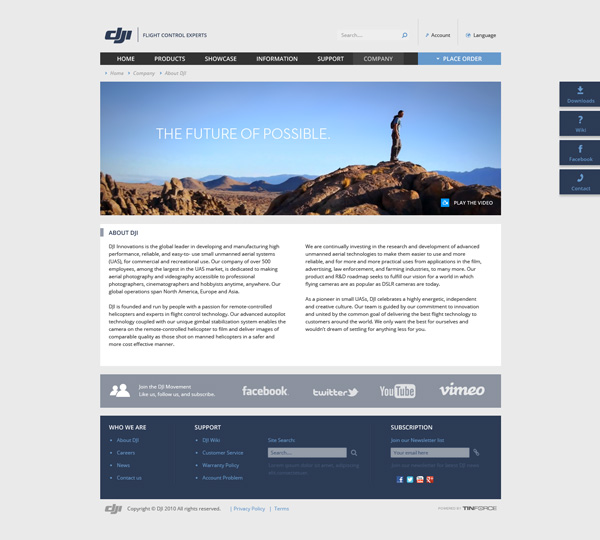 dji FLIGHT CONTROL EXPERTS Search.... Account Language
HOME PRODUCTS SHOWCASE INFORMATION SUPPORT COMPANY PLACE ORDER
Home Company About DJI
Downloads
Wiki
Facebook
Contact
THE FUTURE OF POSSIBLE.
PLAY THE VIDEO
ABOUT DJI
DJI Innovations is the global leader in developing and manufacturing high
performance, reliable, and easy-to- use small unmanned aerial systems
(UAS), for commercial and recreational use. Our company of over 500
employees, among the largest in the UAS market, is dedicated to making
aerial photography and videography accessible to professional
photographers, cinematographers and hobbyists anytime, anywhere. Our
global operations span North America, Europe and Asia.
DJI is founded and run by people with a passion for remote-controlled
helicopters and experts in flight control technology. Our advanced autopilot
technology coupled with our unique gimbal stabilization system enables the
camera on the remote-controlled helicopter to film and deliver images of
comparable quality as those shot on manned helicopters in a safer and
more cost effective manner.
We are continually investing in the research and development of advanced
unmanned aerial technologies to make them easier to use and more
reliable, and for more and more practical uses from applications in the film,
advertising, law enforcement, and farming industries, to many more. Our
product and R&D roadmap seeks to fulfill our vision for a world in which
flying cameras are as popular as DSLR cameras are today.
As a pioneer in small UASs, DJI celebrates a highly energetic, independent
and creative culture. Our team is guided by our commitment to innovation
and united by the common goal of delivering the best flight technology to
customers around the world. We only want the best for ourselves and
wouldn't dream of settling for anything less for you.
Join the DJI Movement
Like us, follow us, and subscribe.
facebook. twitter YouTube vimeo
WHO WE ARE
About DJI
Careers
News
Contact us
SUPPORT
DJI Wiki
Customer Service
Warranty Policy
Account Problem
Site Search:
Search....
SUBSCRIPTION
Join our Newsletter list
Your email here
dji Copyright © DJI 2010 All rights reserved. | Privacy Policy | Terms
POWERED BY TINFORCE